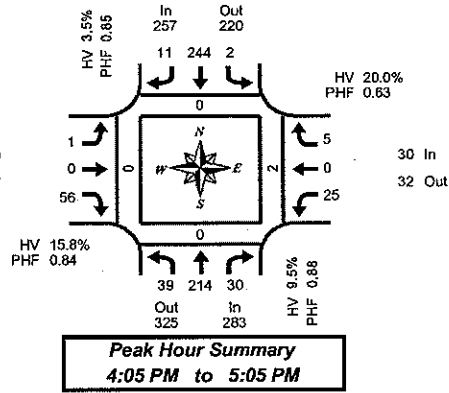 In Out
257 220
HV 3.5%
PHF 0.85
11 244 2
HV 20.0%
PHF 0.63
0
1
0
56
0
N
W E
S
2
5
0
25
30 In
32 Out
0
HV 15.8%
PHF 0.84
39 214 30
HV 9.5%
PHF 0.88
Out In
325 283
Peak Hour Summary
4:05 PM to 5:05 PM